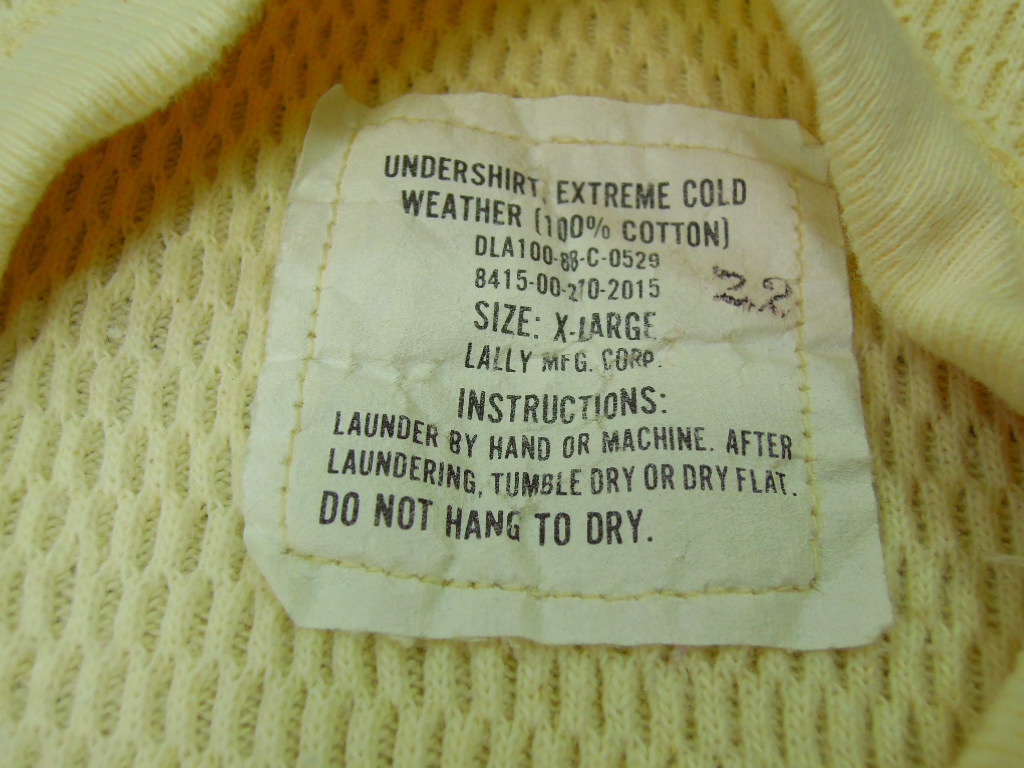 UNDERSHIRT, EXTREME COLD
WEATHER (100% COTTON)
DLA100-88-C-0529
8415-00-270-2015
22
SIZE: X-LARGE
LALLY MFG. CORP.
INSTRUCTIONS:
LAUNDER BY HAND OR MACHINE. AFTER
LAUNDERING, TUMBLE DRY OR DRY FLAT.
DO NOT HANG TO DRY.